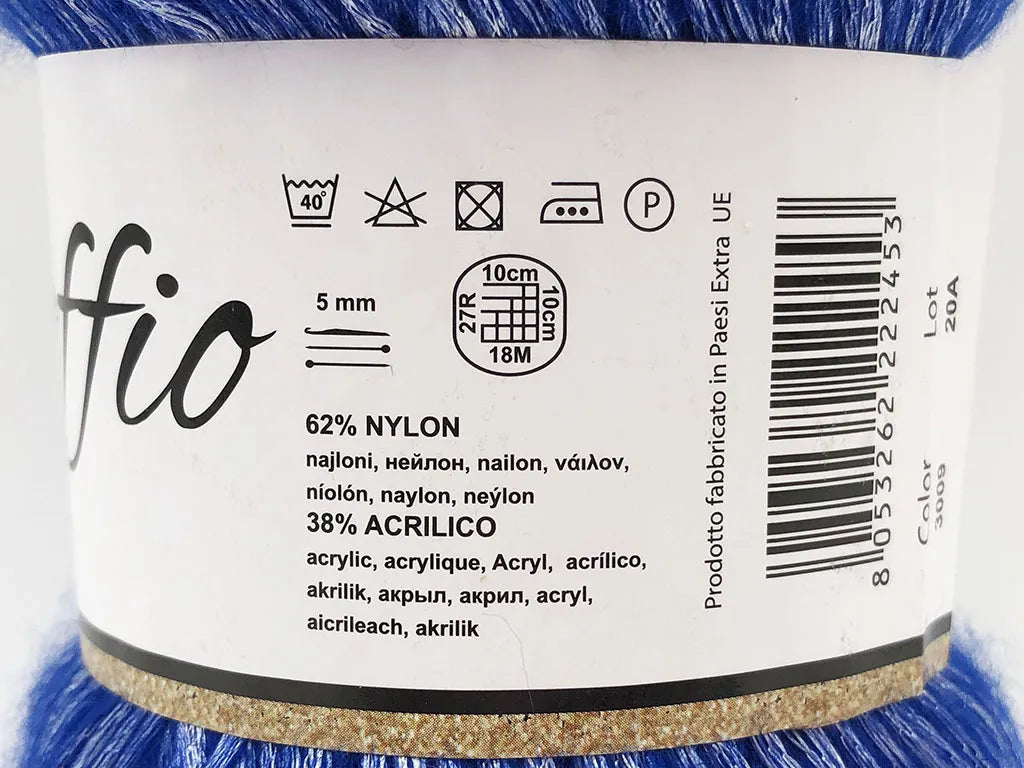 ffio
40°
P
5 mm
10cm
27R
10cm
18M
62% NYLON
najloni, нейлон, nailon, νάιλον,
níolón, naylon, neýlon
38% ACRILICO
acrylic, acrylique, Acryl, acrílico,
akrilik, акрыл, акрил, acryl,
aicrileach, akrilik
Prodotto fabbricato in Paesi Extra UE
8 053262 222453
Color
3009
Lot
20A